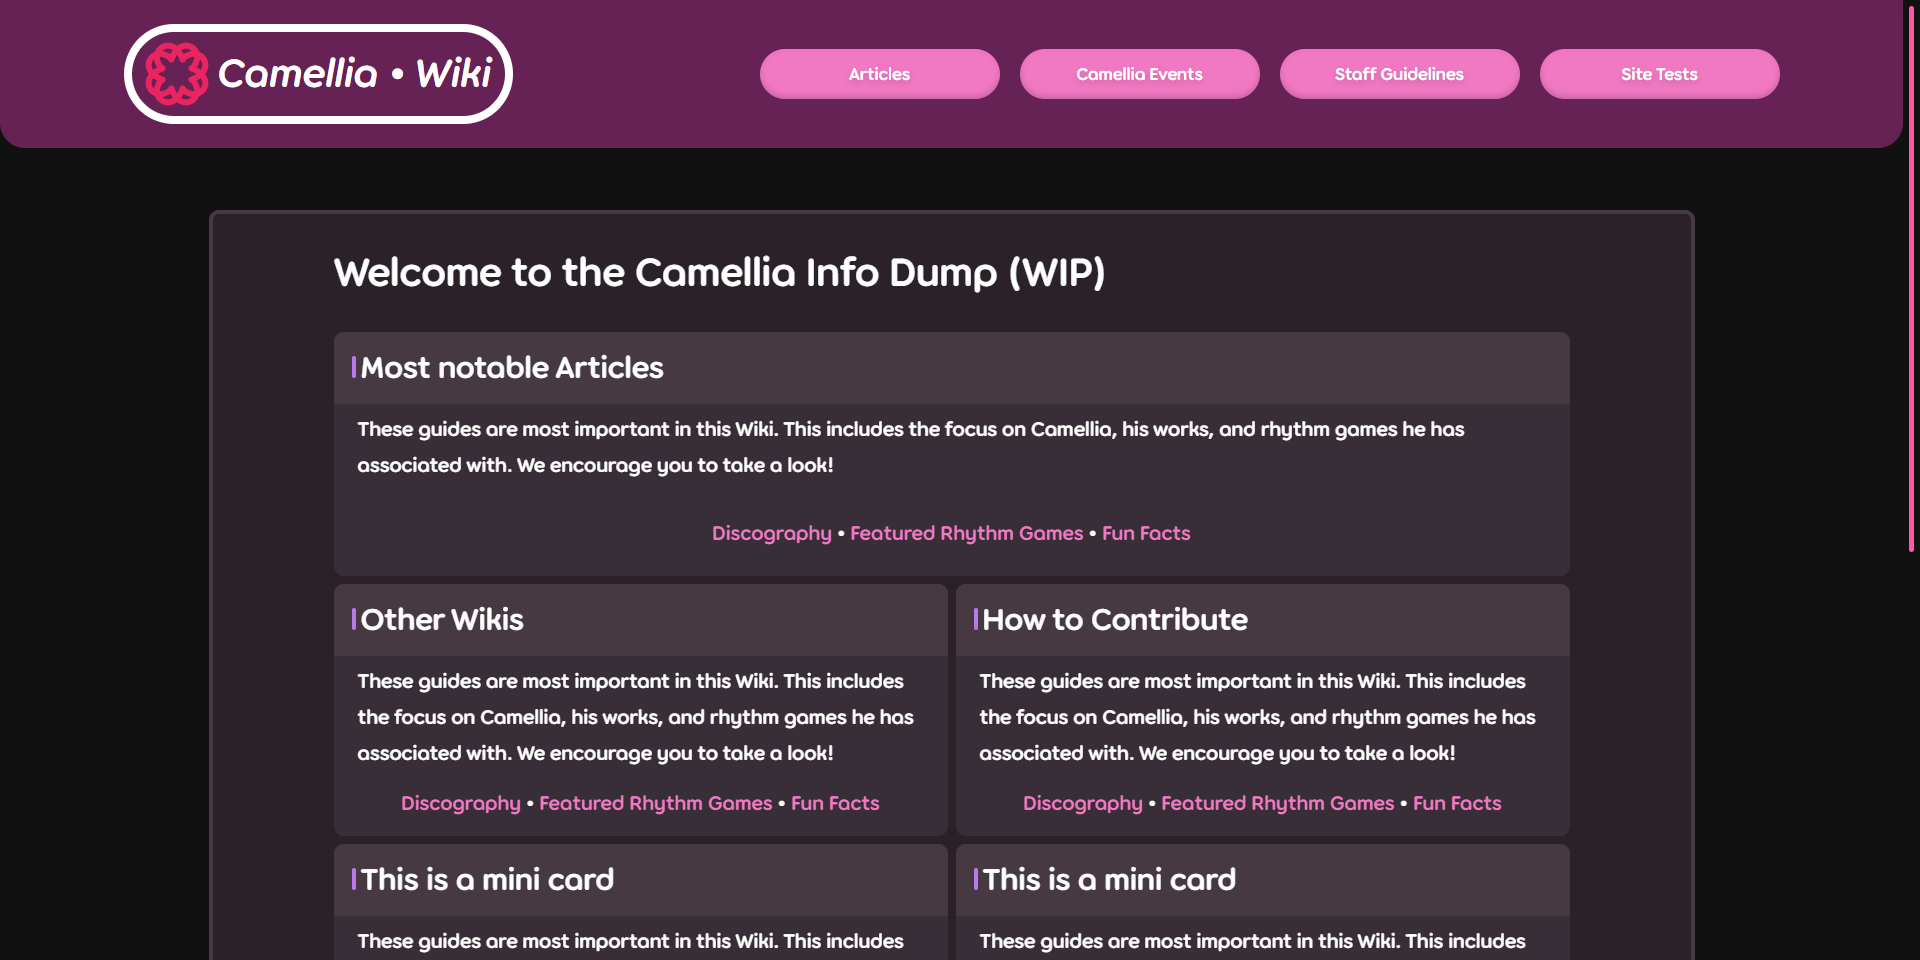 Camellia • Wiki
Articles
Camellia Events
Staff Guidelines
Site Tests
Welcome to the Camellia Info Dump (WIP)
Most notable Articles
These guides are most important in this Wiki. This includes the focus on Camellia, his works, and rhythm games he has
associated with. We encourage you to take a look!
Discography • Featured Rhythm Games • Fun Facts
Other Wikis
These guides are most important in this Wiki. This includes
the focus on Camellia, his works, and rhythm games he has
associated with. We encourage you to take a look!
Discography • Featured Rhythm Games • Fun Facts
How to Contribute
These guides are most important in this Wiki. This includes
the focus on Camellia, his works, and rhythm games he has
associated with. We encourage you to take a look!
Discography • Featured Rhythm Games • Fun Facts
This is a mini card
These guides are most important in this Wiki. This includes
This is a mini card
These guides are most important in this Wiki. This includes